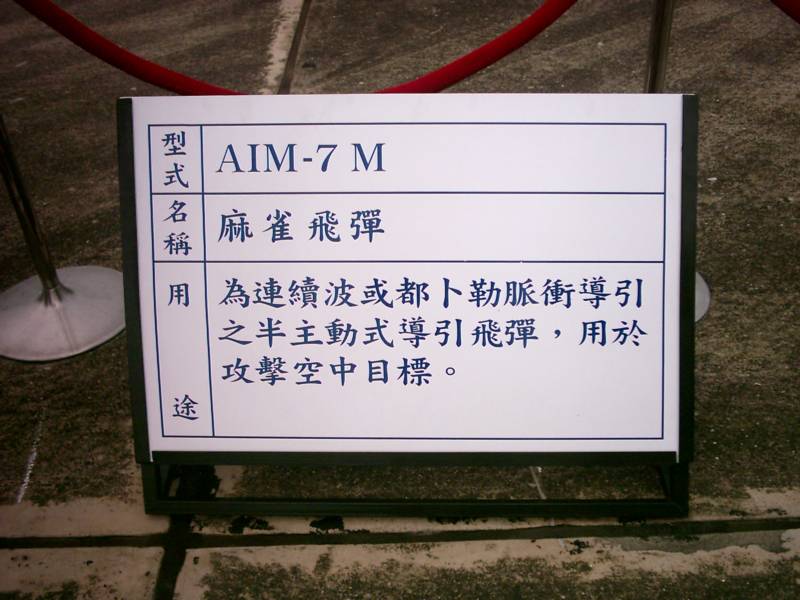 型式 AIM-7 M
名稱 麻雀飛彈
用途 為連續波或都卜勒脈衝導引
之半主動式導引飛彈，用於
攻擊空中目標。